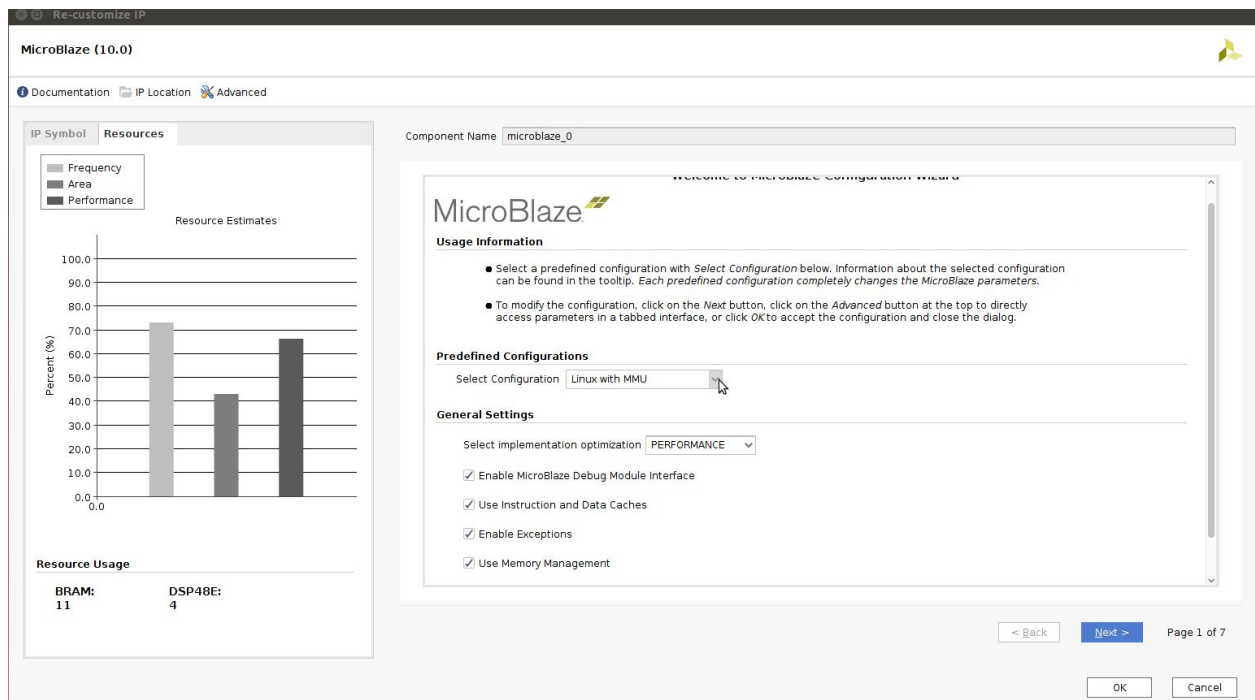 Re-customize IP
MicroBlaze (10.0)
Documentation IP Location Advanced
IP Symbol Resources
Frequency
Area
Performance
Resource Estimates
100.0
90.0
80.0
70.0
60.0
50.0
40.0
30.0
20.0
10.0
0.0
0.0
Percent (%)
Resource Usage
BRAM: DSP48E:
11 4
Component Name microblaze_0
Welcome to MicroBlaze Configuration Wizard
MicroBlaze
Usage Information
Select a predefined configuration with Select Configuration below. Information about the selected configuration
can be found in the tooltip. Each predefined configuration completely changes the MicroBlaze parameters.
To modify the configuration, click on the Next button, click on the Advanced button at the top to directly
access parameters in a tabbed interface, or click OK to accept the configuration and close the dialog.
Predefined Configurations
Select Configuration Linux with MMU
General Settings
Select implementation optimization PERFORMANCE
Enable MicroBlaze Debug Module Interface
Use Instruction and Data Caches
Enable Exceptions
Use Memory Management
< Back Next > Page 1 of 7
OK Cancel